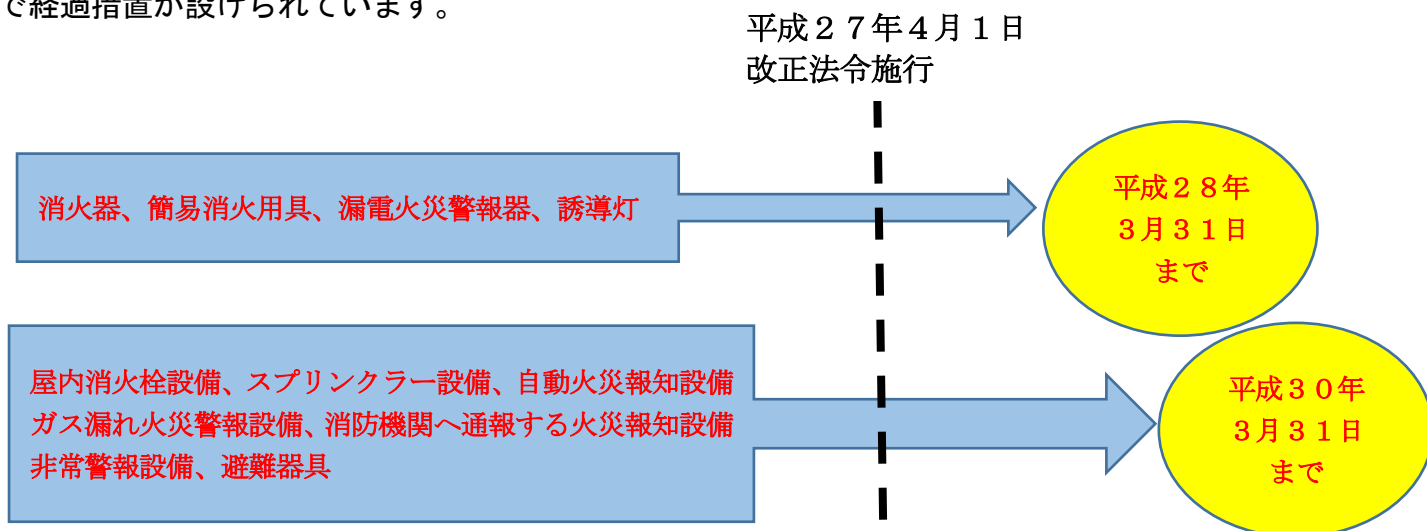 で経過措置が設けられています。
平成２７年４月１日
改正法令施行
消火器、簡易消火用具、漏電火災警報器、誘導灯
平成２８年
３月３１日
まで
屋内消火栓設備、スプリンクラー設備、自動火災報知設備
ガス漏れ火災警報設備、消防機関へ通報する火災報知設備
非常警報設備、避難器具
平成３０年
３月３１日
まで